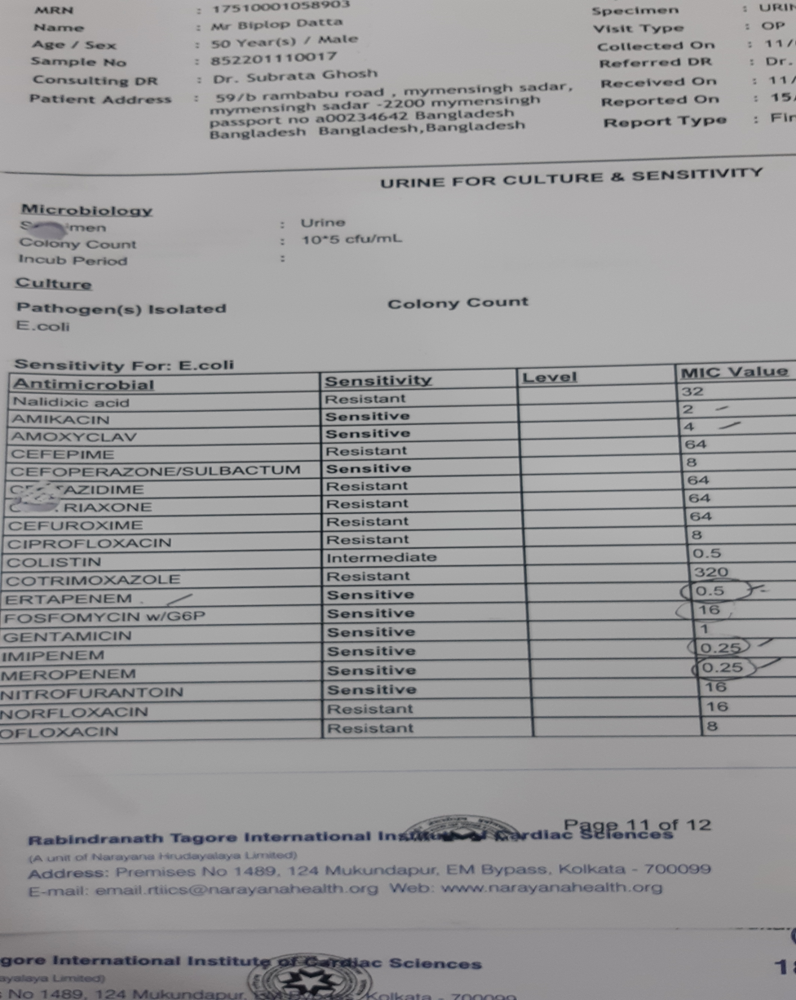 MRN : 17510001058903
Name : Mr Biplop Datta
Age / Sex : 50 Year(s) / Male
Sample No : 852201110017
Consulting DR : Dr. Subrata Ghosh
Patient Address : 59/b rambabu road , mymensingh sadar,
mymensingh sadar -2200 mymensingh
passport no a00234642 Bangladesh
Bangladesh Bangladesh,Bangladesh
Specimen : URIN
Visit Type : OP
Collected On : 11/
Referred DR : Dr.
Received On : 11/
Reported On : 15/
Report Type : Fin
URINE FOR CULTURE & SENSITIVITY
Microbiology
: Urine
Colony Count : 10*5 cfu/mL
Incub Period :
Culture
Pathogen(s) Isolated Colony Count
E.coli
Sensitivity For: E.coli
Antimicrobial Sensitivity Level MIC Value
Nalidixic acid Resistant 32
AMIKACIN Sensitive 2
AMOXYCLAV Sensitive 4
CEFEPIME Resistant 64
CEFOPERAZONE/SULBACTUM Sensitive 8
AZIDIME Resistant 64
RIAXONE Resistant 64
CEFUROXIME Resistant 64
CIPROFLOXACIN Resistant 8
COLISTIN Intermediate 0.5
COTRIMOXAZOLE Resistant 320
ERTAPENEM Sensitive 0.5
FOSFOMYCIN w/G6P Sensitive 16
GENTAMICIN Sensitive 1
IMIPENEM Sensitive 0.25
MEROPENEM Sensitive 0.25
NITROFURANTOIN Sensitive 16
NORFLOXACIN Resistant 16
OFLOXACIN Resistant 8
Page 11 of 12
Rabindranath Tagore International Institute of Cardiac Sciences
(A unit of Narayana Hrudayalaya Limited)
Address: Premises No 1489, 124 Mukundapur, EM Bypass, Kolkata - 700099
E-mail: email.rtiics@narayanahealth.org Web: www.narayanahealth.org
gore International Institute of Cardiac Sciences
ayalaya Limited)
s No 1489, 124 Mukundapur, EM Bypass, Kolkata - 700099
18